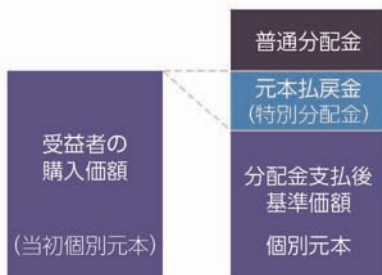 普通分配金
元本払戻金
(特別分配金)
受益者の
購入価額
(当初個別元本)
分配金支払後
基準価額
個別元本